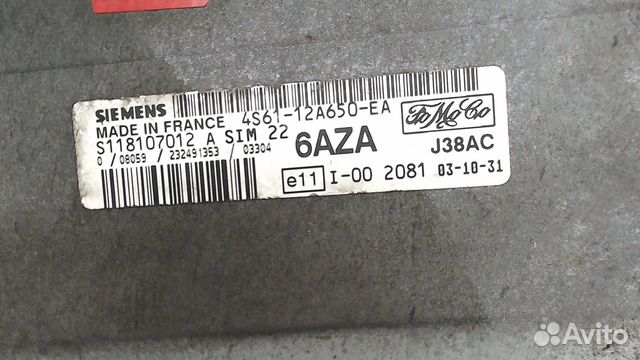 SIEMENS
4S61-12A650-EA
FoMoCo
MADE IN FRANCE
S118107012 A SIM 22
6AZA
J38AC
0 / 08059 / 232491353 / 03304
e11 I-00 2081 03-10-31
Avito